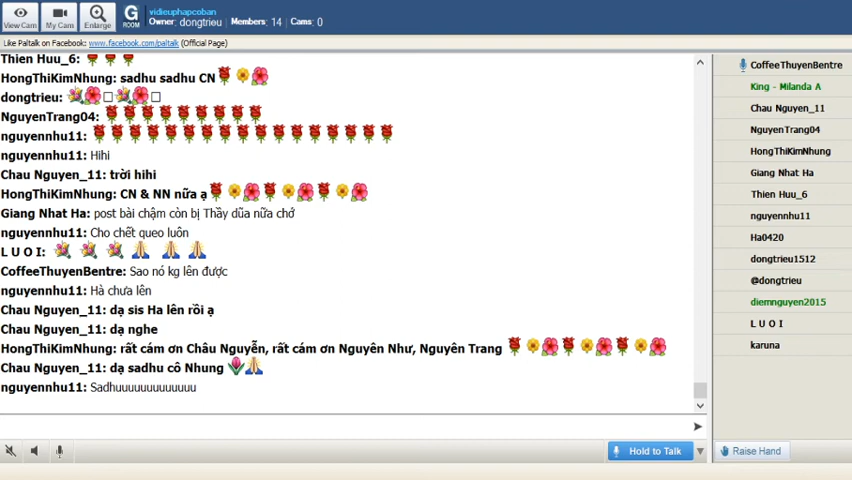 vidieuphapcoban
Owner: dongtrieu Members: 14 Cams: 0
View Cam
My Cam
Enlarge
G
ROOM
Like Paltalk on Facebook: www.facebook.com/paltalk (Official Page)
Thien Huu_6:
HongThiKimNhung: sadhu sadhu CN
dongtrieu:
NguyenTrang04:
nguyennhu11:
nguyennhu11: Hihi
Chau Nguyen_11: trời hihi
HongThiKimNhung: CN & NN nữa ạ
Giang Nhat Ha: post bài chậm còn bị Thầy dũa nữa chớ
nguyennhu11: Cho chết queo luôn
L U O I:
CoffeeThuyenBentre: Sao nó kg lên được
nguyennhu11: Hà chưa lên
Chau Nguyen_11: dạ sis Ha lên rồi ạ
Chau Nguyen_11: dạ nghe
HongThiKimNhung: rất cám ơn Châu Nguyễn, rất cám ơn Nguyên Như, Nguyên Trang
Chau Nguyen_11: dạ sadhu cô Nhung
nguyennhu11: Sadhuuuuuuuuuuuu
CoffeeThuyenBentre
King - Milanda A
Chau Nguyen_11
NguyenTrang04
HongThiKimNhung
Giang Nhat Ha
Thien Huu_6
nguyennhu11
Ha0420
dongtrieu1512
@dongtrieu
diemnguyen2015
L U O I
karuna
Hold to Talk
Raise Hand